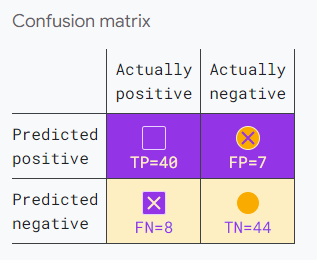 Confusion matrix
Actually positive
Actually negative
Predicted positive
TP=40
FP=7
Predicted negative
FN=8
TN=44